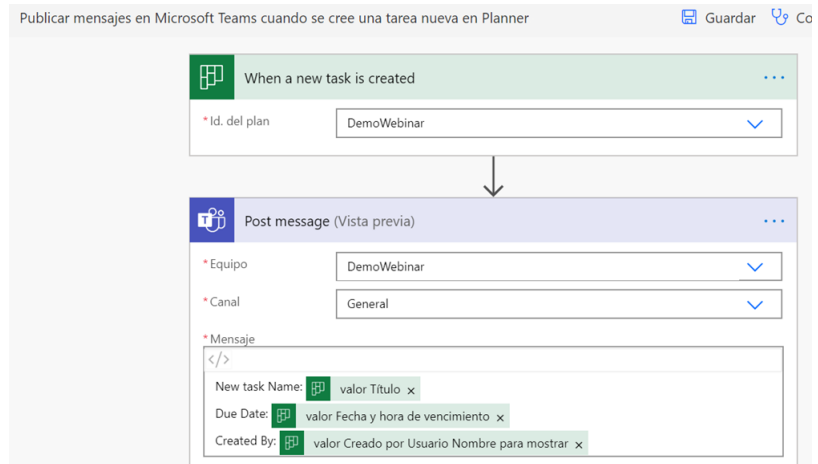 Publicar mensajes en Microsoft Teams cuando se cree una tarea nueva en Planner Guardar Co
When a new task is created
* Id. del plan DemoWebinar
Post message (Vista previa)
* Equipo DemoWebinar
* Canal General
* Mensaje
</>
New task Name: valor Título x
Due Date: valor Fecha y hora de vencimiento x
Created By: valor Creado por Usuario Nombre para mostrar x